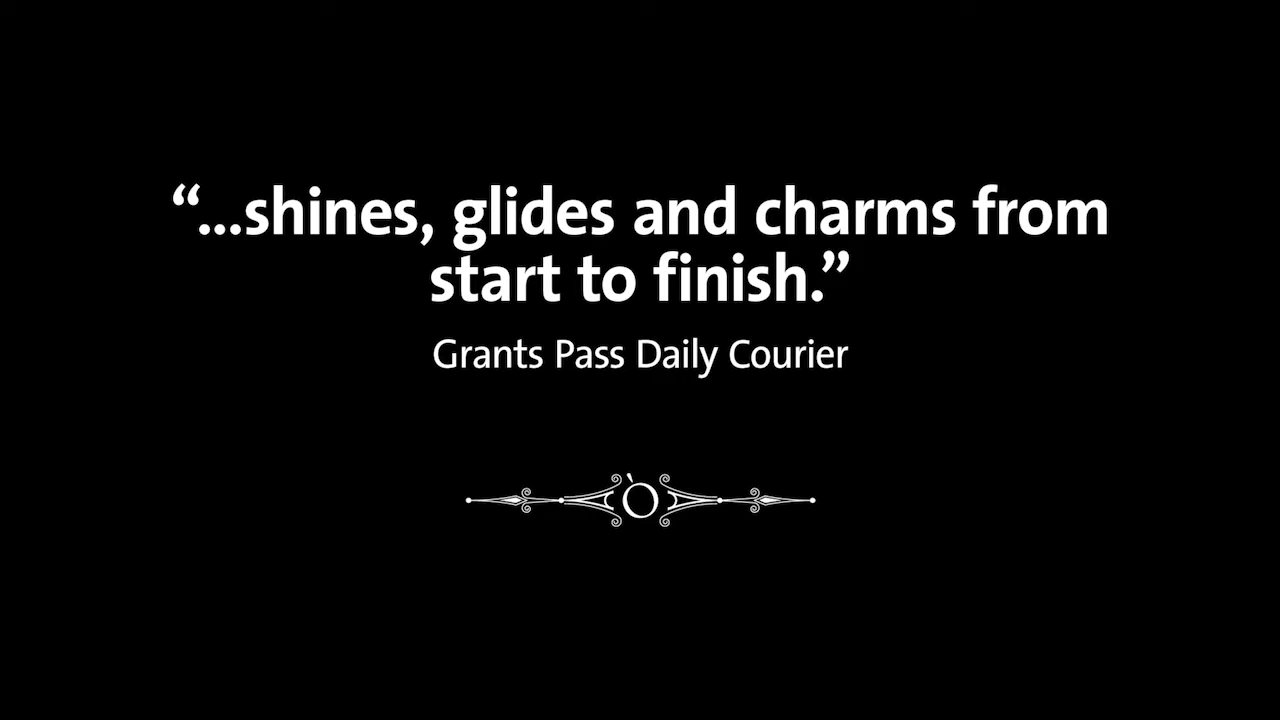 “...shines, glides and charms from
start to finish.”
Grants Pass Daily Courier
Ò